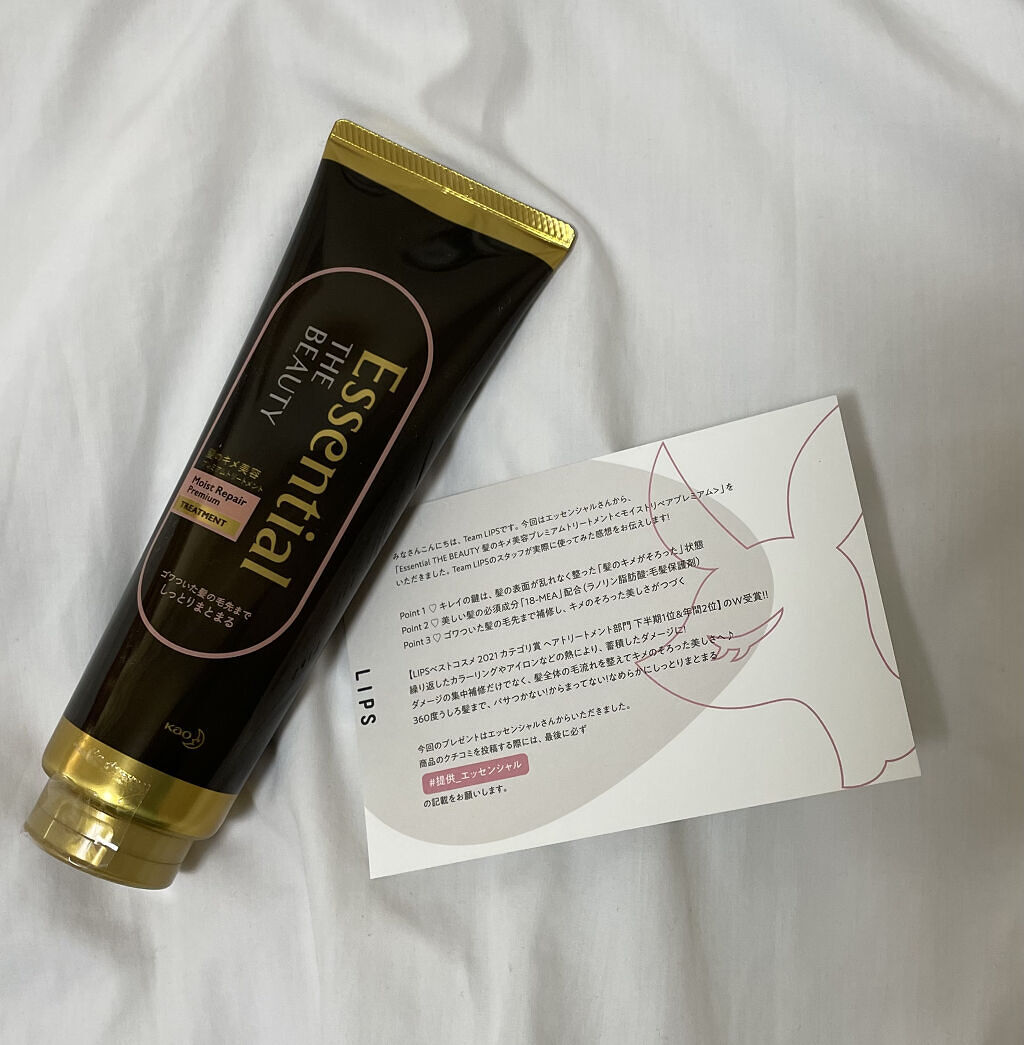 Essential
THE
BEAUTY
髪のキメ美容
プレミアムトリートメント
Moist Repair
Premium
TREATMENT
ゴワついた髪の毛先まで
しっとりまとまる
Kao
LIPS
みなさんこんにちは、Team LIPSです。今回はエッセンシャルさんから、
「Essential THE BEAUTY 髪のキメ美容プレミアムトリートメント<モイストリペアプレミアム>」を
いただきました。Team LIPSのスタッフが実際に使ってみた感想をお伝えします!
Point 1 ♡ キレイの鍵は、髪の表面が乱れなく整った「髪のキメがそろった」状態
Point 2 ♡ 美しい髪の必須成分「18-MEA」配合(ラノリン脂肪酸:毛髪保護剤)
Point 3 ♡ ゴワついた髪の毛先まで補修し、キメのそろった美しさがつづく
【LIPSベストコスメ 2021 カテゴリ賞 ヘアトリートメント部門 下半期1位&年間2位】のW受賞!!
繰り返したカラーリングやアイロンなどの熱により、蓄積したダメージに!
ダメージの集中補修だけでなく、髪全体の毛流れを整えてキメのそろった美しさへ♪
360度うしろ髪まで、パサつかない!からまってない!なめらかにしっとりまとまる
今回のプレゼントはエッセンシャルさんからいただきました。
商品のクチコミを投稿する際には、最後に必ず
#提供_エッセンシャル
の記載をお願いします。